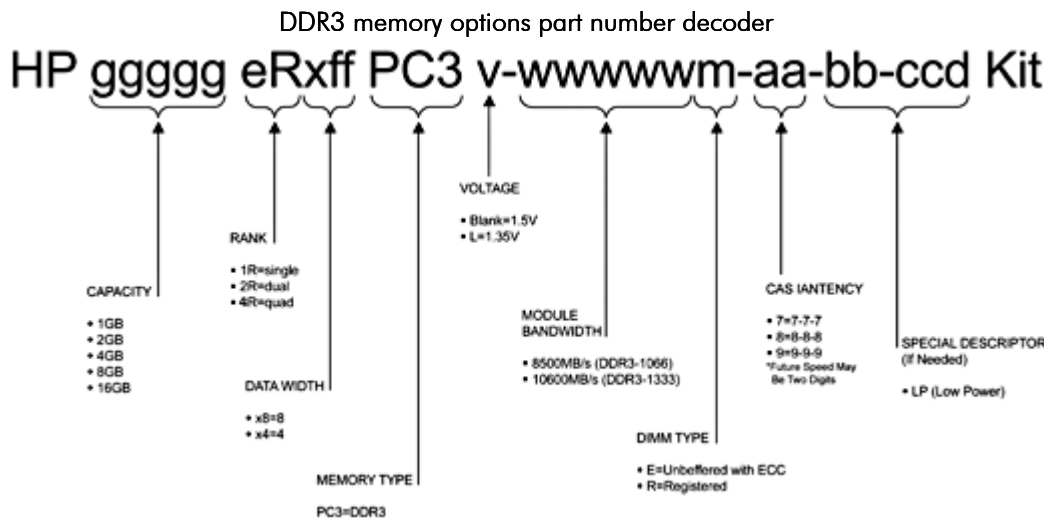 DDR3 memory options part number decoder
HP ggggg eRxff PC3 v-wwwwwm-aa-bb-ccd Kit
CAPACITY
• 1GB
• 2GB
• 4GB
• 8GB
• 16GB
RANK
• 1R=single
• 2R=dual
• 4R=quad
DATA WIDTH
• x8=8
• x4=4
MEMORY TYPE
PC3=DDR3
VOLTAGE
• Blank=1.5V
• L=1.35V
MODULE
BANDWIDTH
• 8500MB/s (DDR3-1066)
• 10600MB/s (DDR3-1333)
DIMM TYPE
• E=Unbeffered with ECC
• R=Registered
CAS IANTENCY
• 7=7-7-7
• 8=8-8-8
• 9=9-9-9
*Future Speed May
Be Two Digits
SPECIAL DESCRIPTOR
(If Needed)
• LP (Low Power)